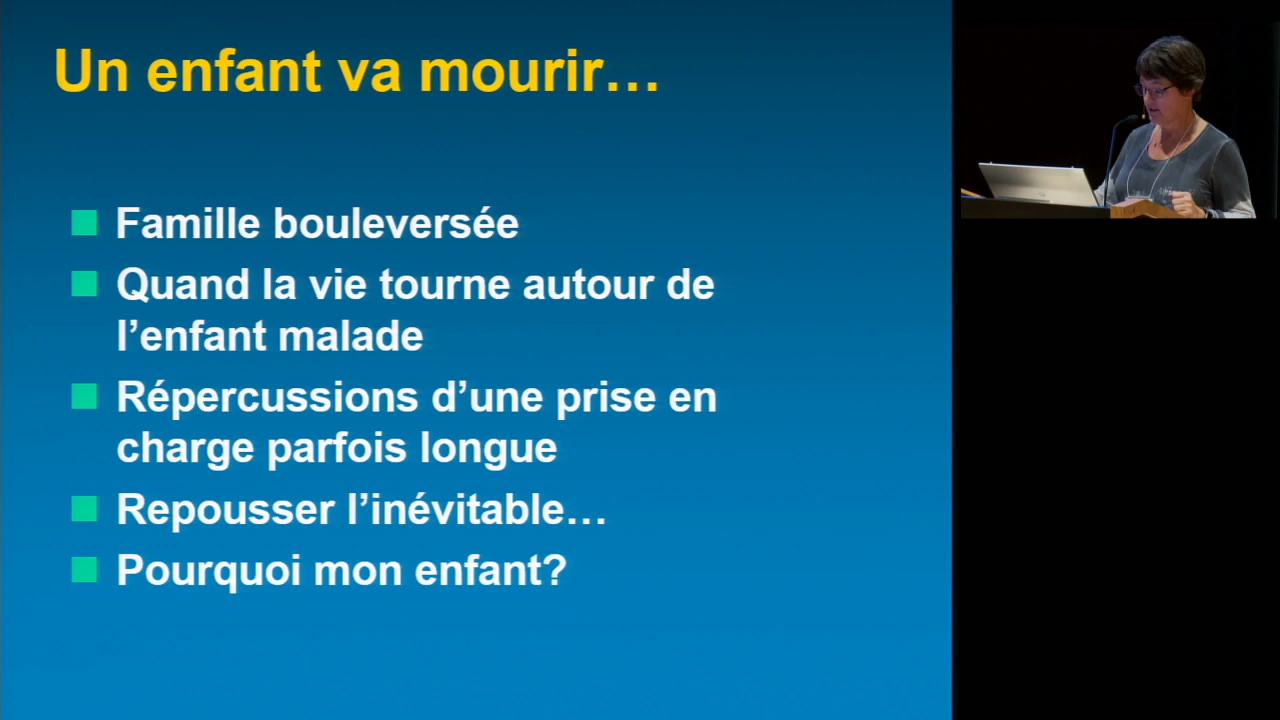 Un enfant va mourir…
Famille bouleversée
Quand la vie tourne autour de
l’enfant malade
Répercussions d’une prise en
charge parfois longue
Repousser l’inévitable…
Pourquoi mon enfant?